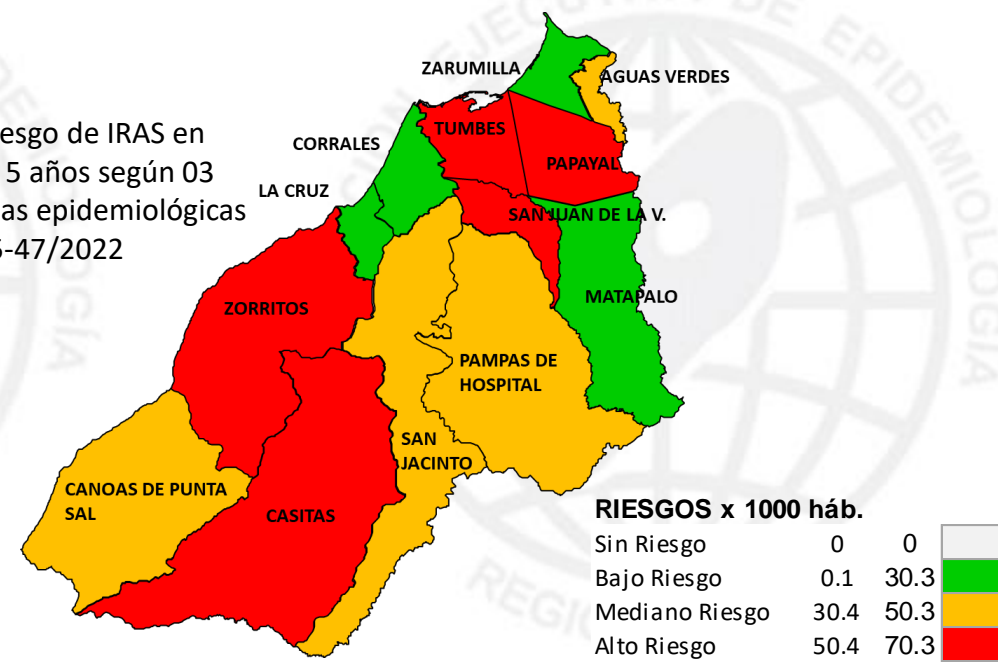 esgo de IRAS en
5 años según 03
as epidemiológicas
-47/2022
ZARUMILLA
AGUAS VERDES
TUMBES
CORRALES
PAPAYAL
LA CRUZ
SAN JUAN DE LA V.
MATAPALO
ZORRITOS
PAMPAS DE
HOSPITAL
SAN
JACINTO
CANOAS DE PUNTA
SAL
CASITAS
RIESGOS x 1000 háb.
Sin Riesgo 0 0
Bajo Riesgo 0.1 30.3
Mediano Riesgo 30.4 50.3
Alto Riesgo 50.4 70.3
DE EPIDEMIOLOGÍA